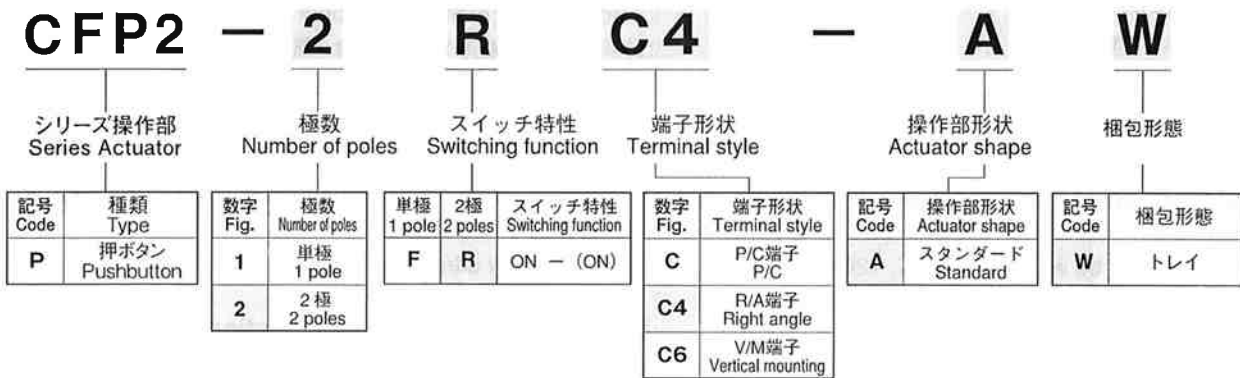 CFP2 - 2 R C4 - A W
シリーズ操作部
Series Actuator
極数
Number of poles
スイッチ特性
Switching function
端子形状
Terminal style
操作部形状
Actuator shape
梱包形態
記号
Code
種類
Type
P
押ボタン
Pushbutton
数字
Fig.
極数
Number of poles
1
単極
1 pole
2
2極
2 poles
単極
1 pole
2極
2 poles
スイッチ特性
Switching function
F
R
ON － (ON)
数字
Fig.
端子形状
Terminal style
C
P/C端子
P/C
C4
R/A端子
Right angle
C6
V/M端子
Vertical mounting
記号
Code
操作部形状
Actuator shape
A
スタンダード
Standard
記号
Code
梱包形態
W
トレイ